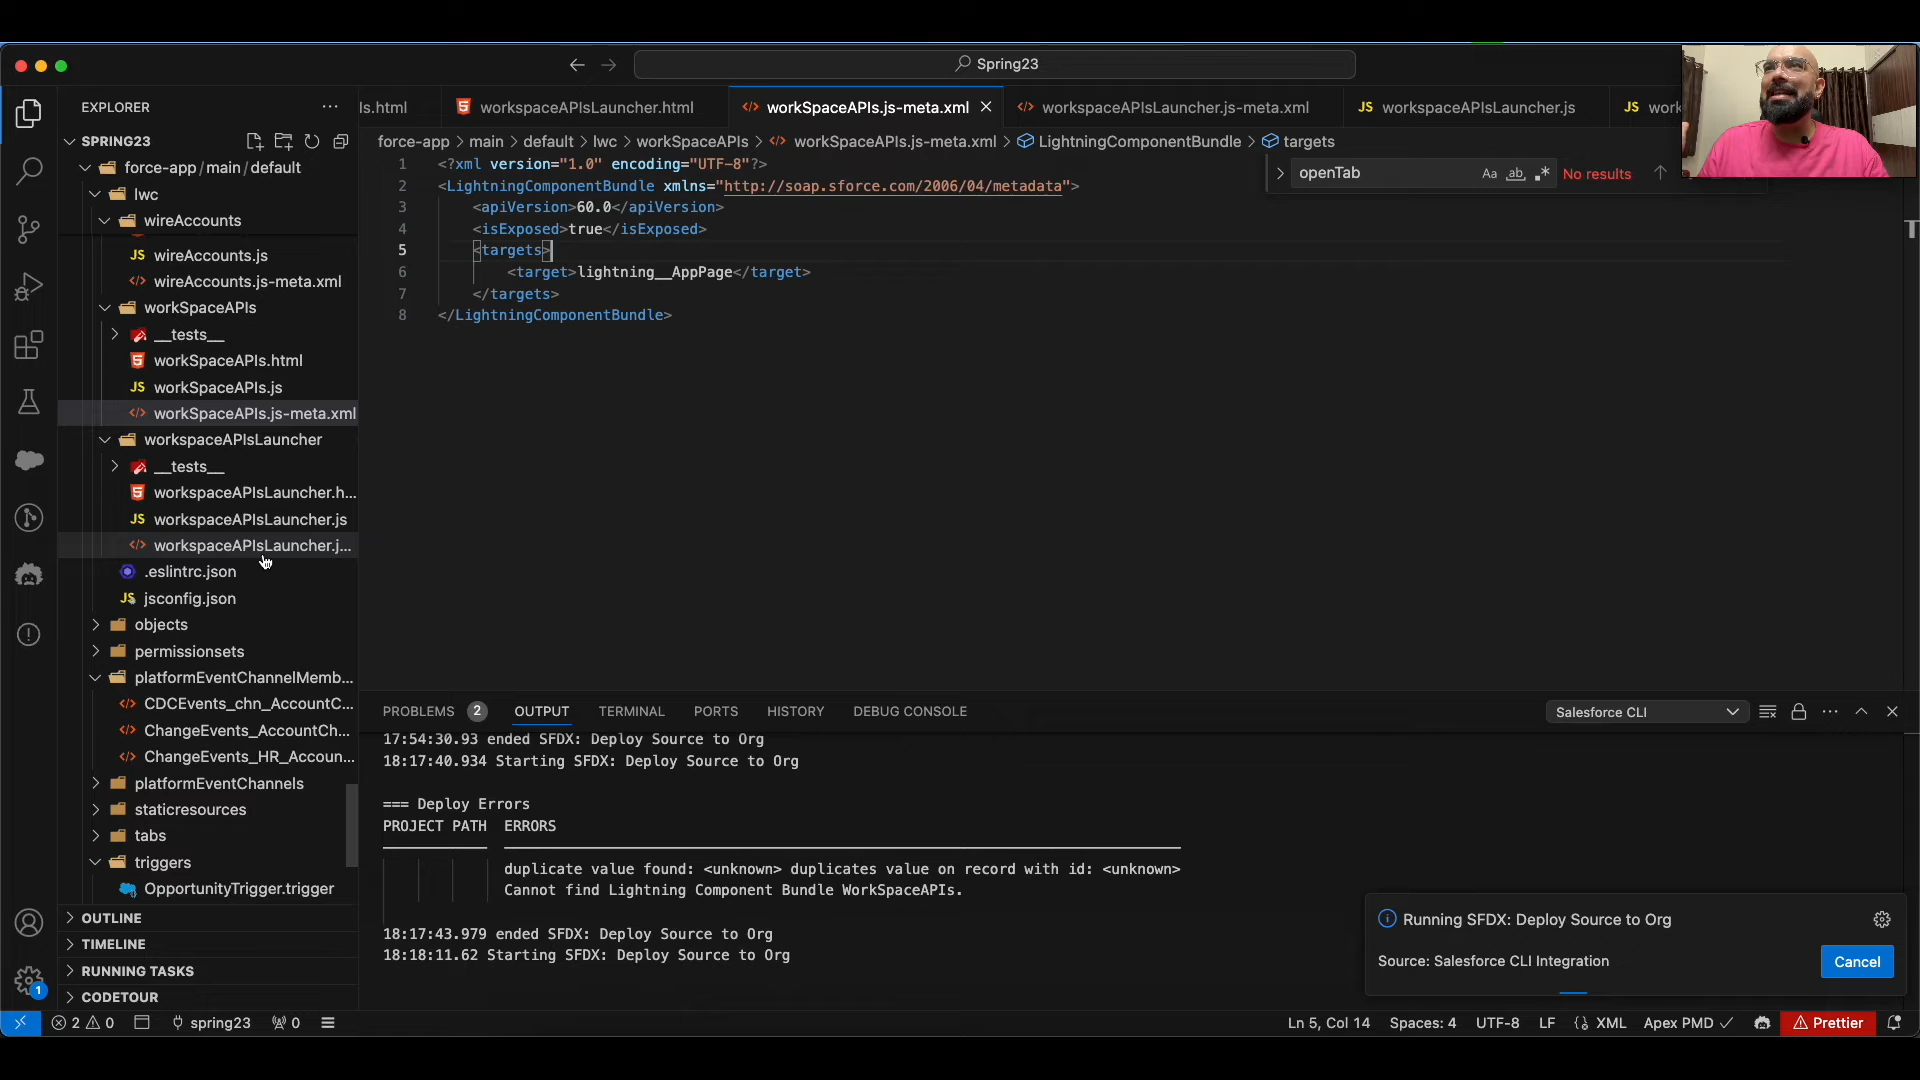 Spring23
EXPLORER
ls.html
workspaceAPIsLauncher.html
workSpaceAPIs.js-meta.xml
workspaceAPIsLauncher.js-meta.xml
JS workspaceAPIsLauncher.js
JS work
SPRING23
force-app > main > default > lwc > workSpaceAPIs > workSpaceAPIs.js-meta.xml > LightningComponentBundle > targets
force-app / main / default
lwc
wireAccounts
JS wireAccounts.js
wireAccounts.js-meta.xml
workSpaceAPIs
__tests__
workSpaceAPIs.html
JS workSpaceAPIs.js
workSpaceAPIs.js-meta.xml
workspaceAPIsLauncher
__tests__
workspaceAPIsLauncher.h...
JS workspaceAPIsLauncher.js
workspaceAPIsLauncher.j...
.eslintrc.json
JS jsconfig.json
objects
permissionsets
platformEventChannelMemb...
CDCEvents_chn_AccountC...
ChangeEvents_AccountCh...
ChangeEvents_HR_Accoun...
platformEventChannels
staticresources
tabs
triggers
OpportunityTrigger.trigger
OUTLINE
TIMELINE
RUNNING TASKS
CODETOUR
1 <?xml version="1.0" encoding="UTF-8"?>
2 <LightningComponentBundle xmlns="http://soap.sforce.com/2006/04/metadata">
3 <apiVersion>60.0</apiVersion>
4 <isExposed>true</isExposed>
5 <targets>
6 <target>lightning__AppPage</target>
7 </targets>
8 </LightningComponentBundle>
openTab Aa ab .* No results
PROBLEMS 2 OUTPUT TERMINAL PORTS HISTORY DEBUG CONSOLE
Salesforce CLI
17:54:30.93 ended SFDX: Deploy Source to Org
18:17:40.934 Starting SFDX: Deploy Source to Org
=== Deploy Errors
PROJECT PATH ERRORS
duplicate value found: <unknown> duplicates value on record with id: <unknown>
Cannot find Lightning Component Bundle WorkSpaceAPIs.
18:17:43.979 ended SFDX: Deploy Source to Org
18:18:11.62 Starting SFDX: Deploy Source to Org
Running SFDX: Deploy Source to Org
Source: Salesforce CLI Integration
Cancel
1
2 0 spring23 0
Ln 5, Col 14 Spaces: 4 UTF-8 LF {} XML Apex PMD Prettier